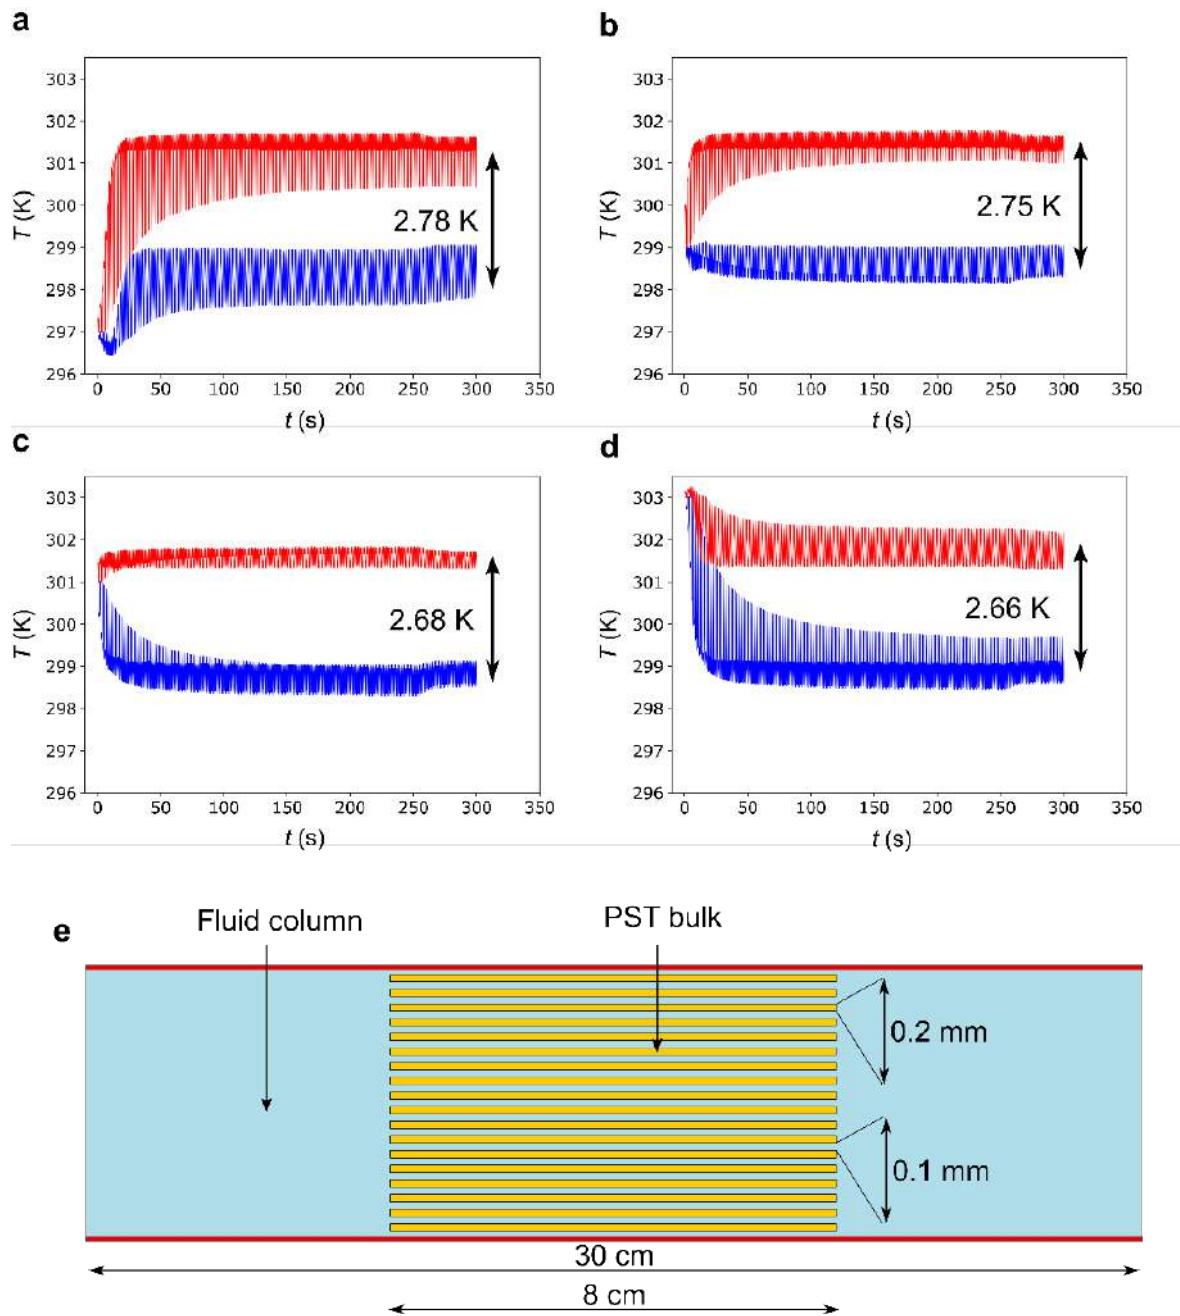 a
303
302
301
300
299
298
297
296
T (K)
2.78 K
0 50 100 150 200 250 300 350
t (s)
b
303
302
301
300
299
298
297
296
T (K)
2.75 K
0 50 100 150 200 250 300 350
t (s)
c
303
302
301
300
299
298
297
296
T (K)
2.68 K
0 50 100 150 200 250 300 350
t (s)
d
303
302
301
300
299
298
297
296
T (K)
2.66 K
0 50 100 150 200 250 300 350
t (s)
e
Fluid column
PST bulk
0.2 mm
0.1 mm
30 cm
8 cm